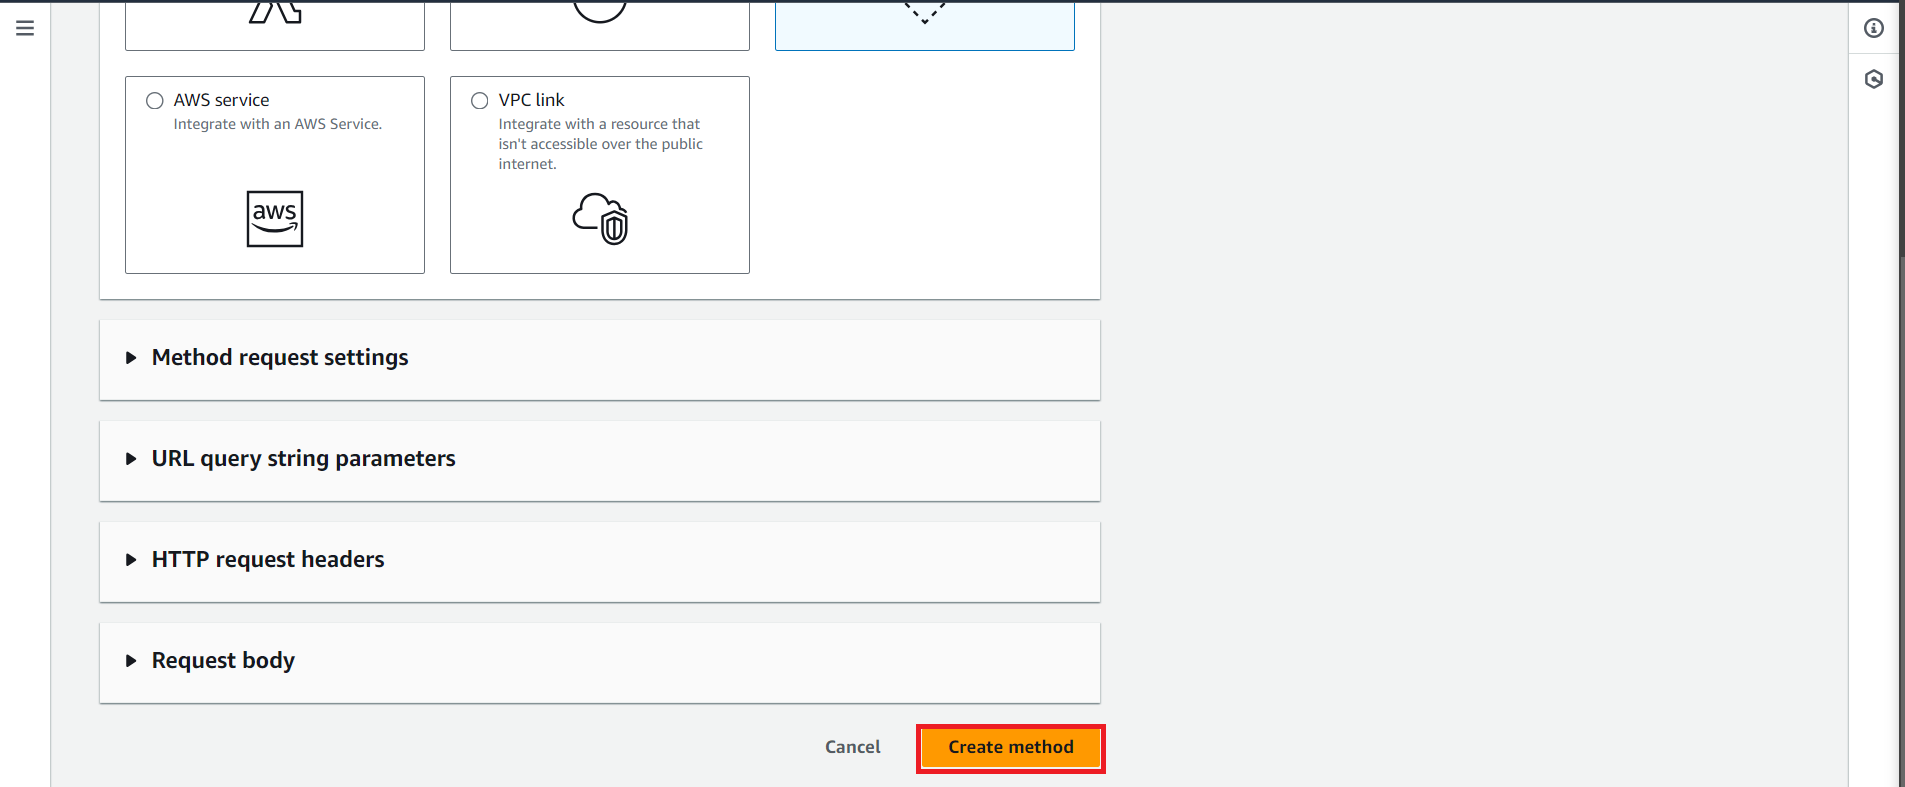 AWS service
Integrate with an AWS Service.
aws
VPC link
Integrate with a resource that
isn't accessible over the public
internet.
Method request settings
URL query string parameters
HTTP request headers
Request body
Cancel
Create method